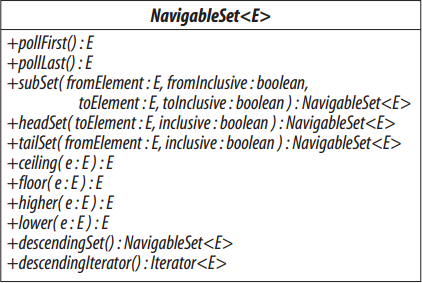 NavigableSet<E>
+pollFirst() : E
+pollLast() : E
+subSet( fromElement : E, fromInclusive : boolean,
toElement : E, toInclusive : boolean ) : NavigableSet<E>
+headSet( toElement : E, inclusive : boolean ) : NavigableSet<E>
+tailSet( fromElement : E, inclusive : boolean ) : NavigableSet<E>
+ceiling( e : E ) : E
+floor( e : E ) : E
+higher( e : E ) : E
+lower( e : E ) : E
+descendingSet() : NavigableSet<E>
+descendingIterator() : Iterator<E>